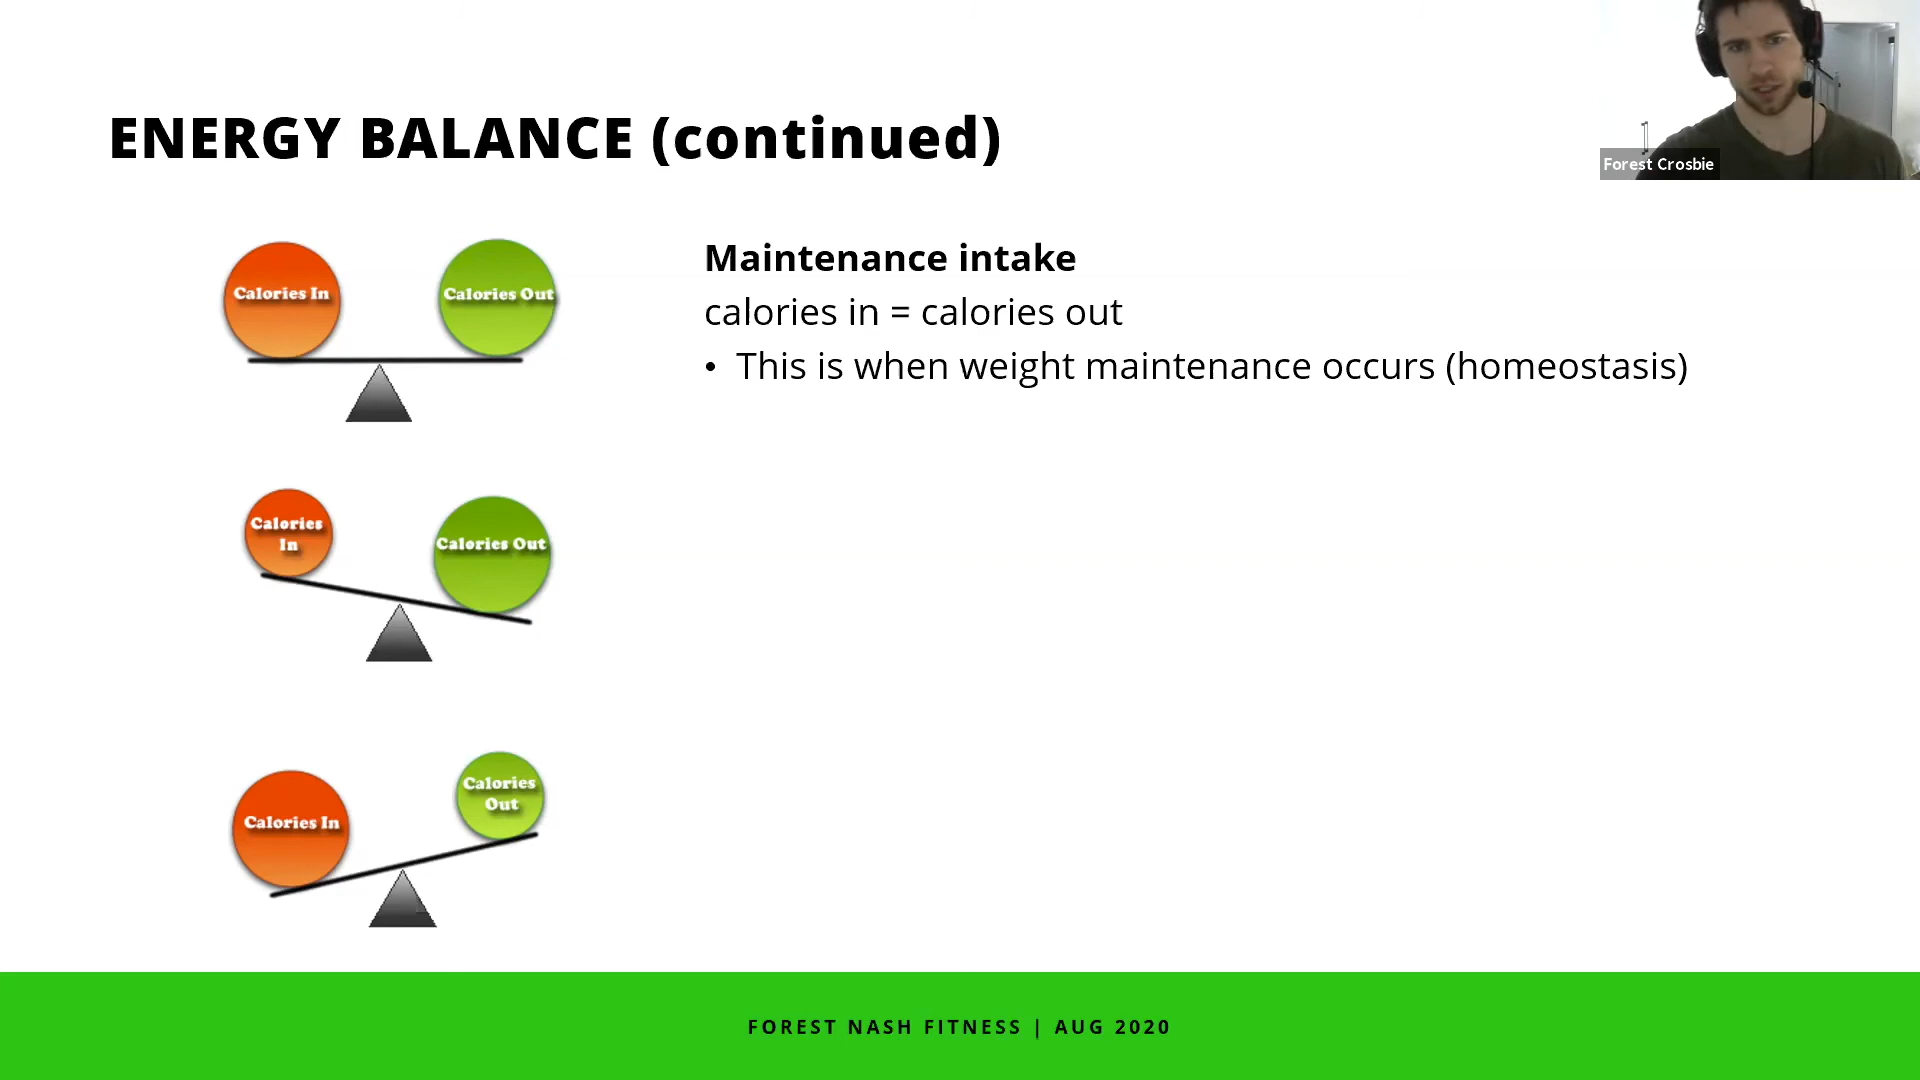 ENERGY BALANCE (continued)
Forest Crosbie
Calories In
Calories Out
Maintenance intake
calories in = calories out
• This is when weight maintenance occurs (homeostasis)
Calories
In
Calories Out
Calories In
Calories
Out
FOREST NASH FITNESS | AUG 2020